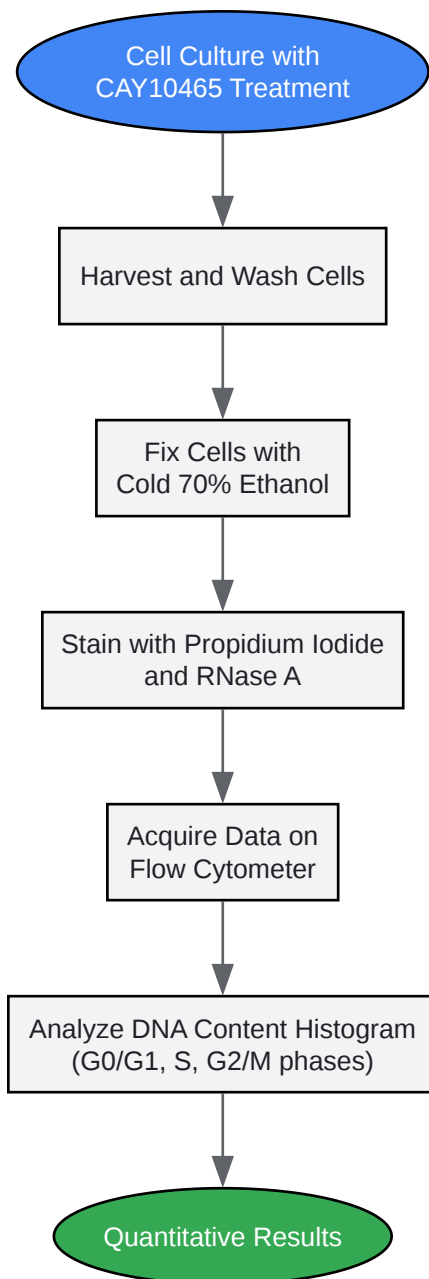 Cell Culture with
CAY10465 Treatment
Harvest and Wash Cells
Fix Cells with
Cold 70% Ethanol
Stain with Propidium Iodide
and RNase A
Acquire Data on
Flow Cytometer
Analyze DNA Content Histogram
(G0/G1, S, G2/M phases)
Quantitative Results